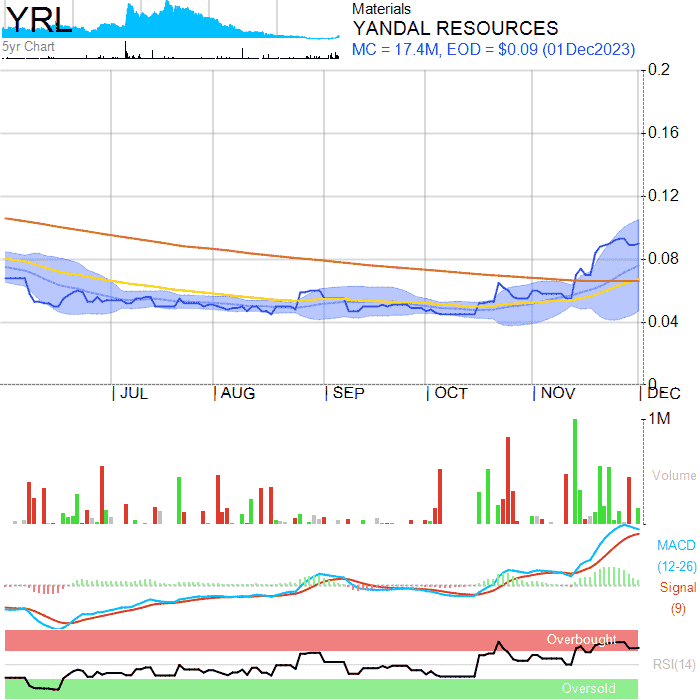 YRL
5yr Chart
Materials
YANDAL RESOURCES
MC = 17.4M, EOD = $0.09 (01Dec2023)
0.2
0.16
0.12
0.08
0.04
0
JUL AUG SEP OCT NOV DEC
1M
Volume
MACD
(12-26)
Signal
(9)
Overbought
RSI(14)
Oversold